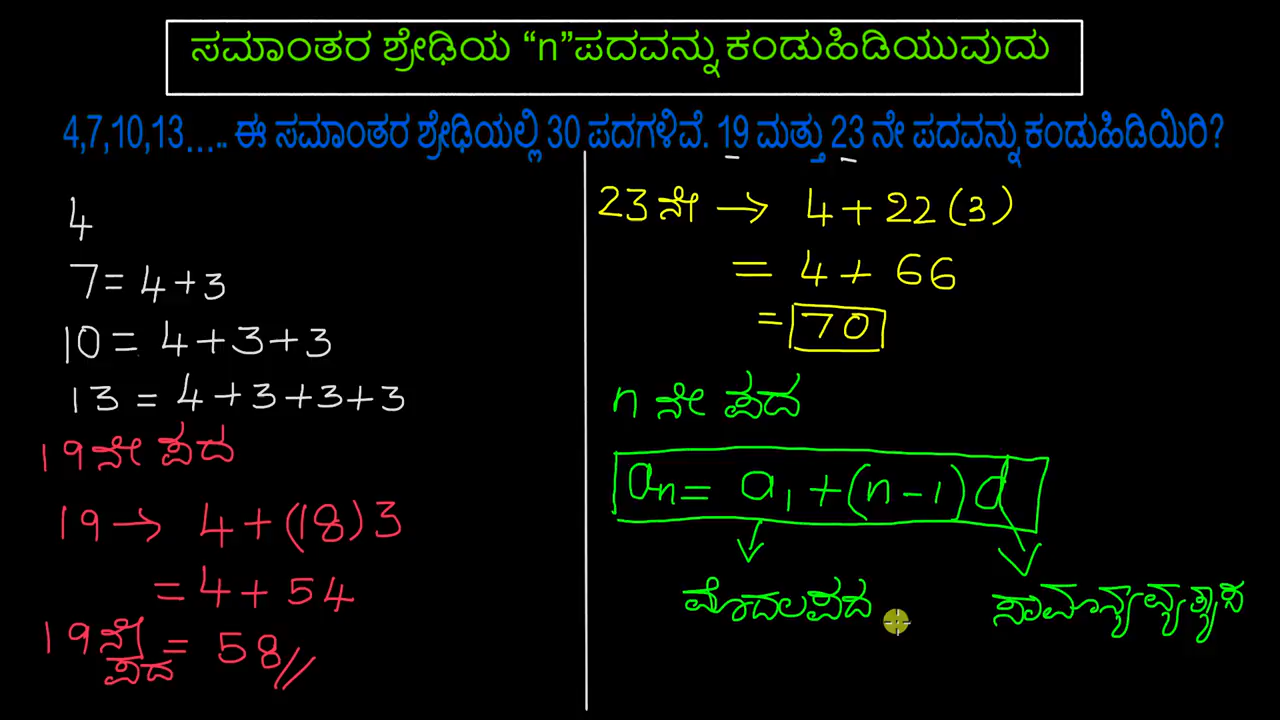 ಸಮಾಂತರ ಶ್ರೇಢಿಯ “n”ಪದವನ್ನು ಕಂಡುಹಿಡಿಯುವುದು
4,7,10,13….. ಈ ಸಮಾಂತರ ಶ್ರೇಢಿಯಲ್ಲಿ 30 ಪದಗಳಿವೆ. 19 ಮತ್ತು 23 ನೇ ಪದವನ್ನು ಕಂಡುಹಿಡಿಯಿರಿ?
4
7 = 4 + 3
10 = 4 + 3 + 3
13 = 4 + 3 + 3 + 3
19ನೇ ಪದ
19 → 4 + (18) 3
= 4 + 54
19ನೇ ಪದ = 58//
23ನೇ → 4 + 22 (3)
= 4 + 66
= 70
n ನೇ ಪದ
an = a1 + (n - 1) d
ಮೊದಲಪದ
ಸಾಮಾನ್ಯವ್ಯತ್ಯಾಸ